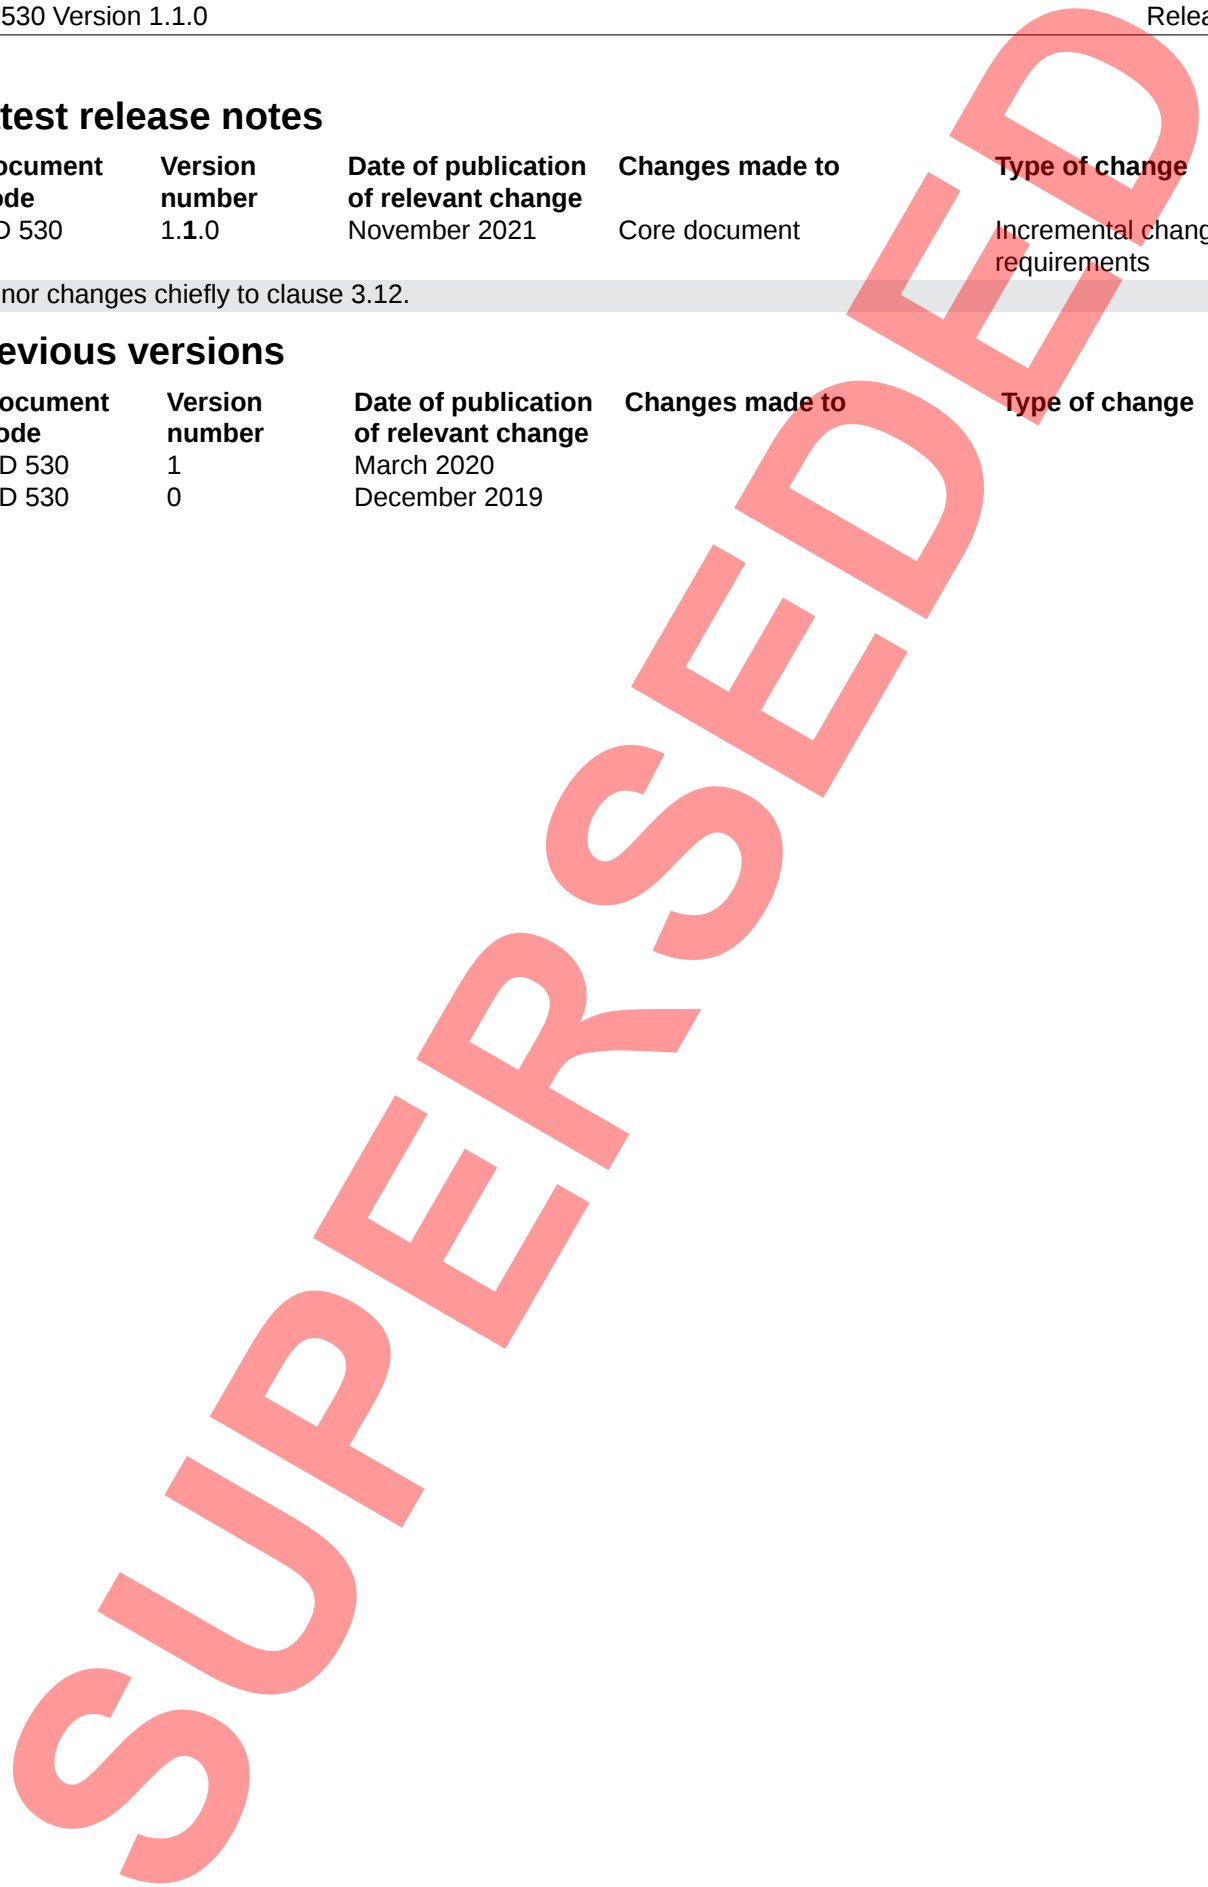 530 Version 1.1.0 Relea
test release notes
ocument Version Date of publication Changes made to Type of change
ode number of relevant change
D 530 1.1.0 November 2021 Core document Incremental chang
requirements
nor changes chiefly to clause 3.12.
evious versions
ocument Version Date of publication Changes made to Type of change
ode number of relevant change
D 530 1 March 2020
D 530 0 December 2019
SUPERSEDED